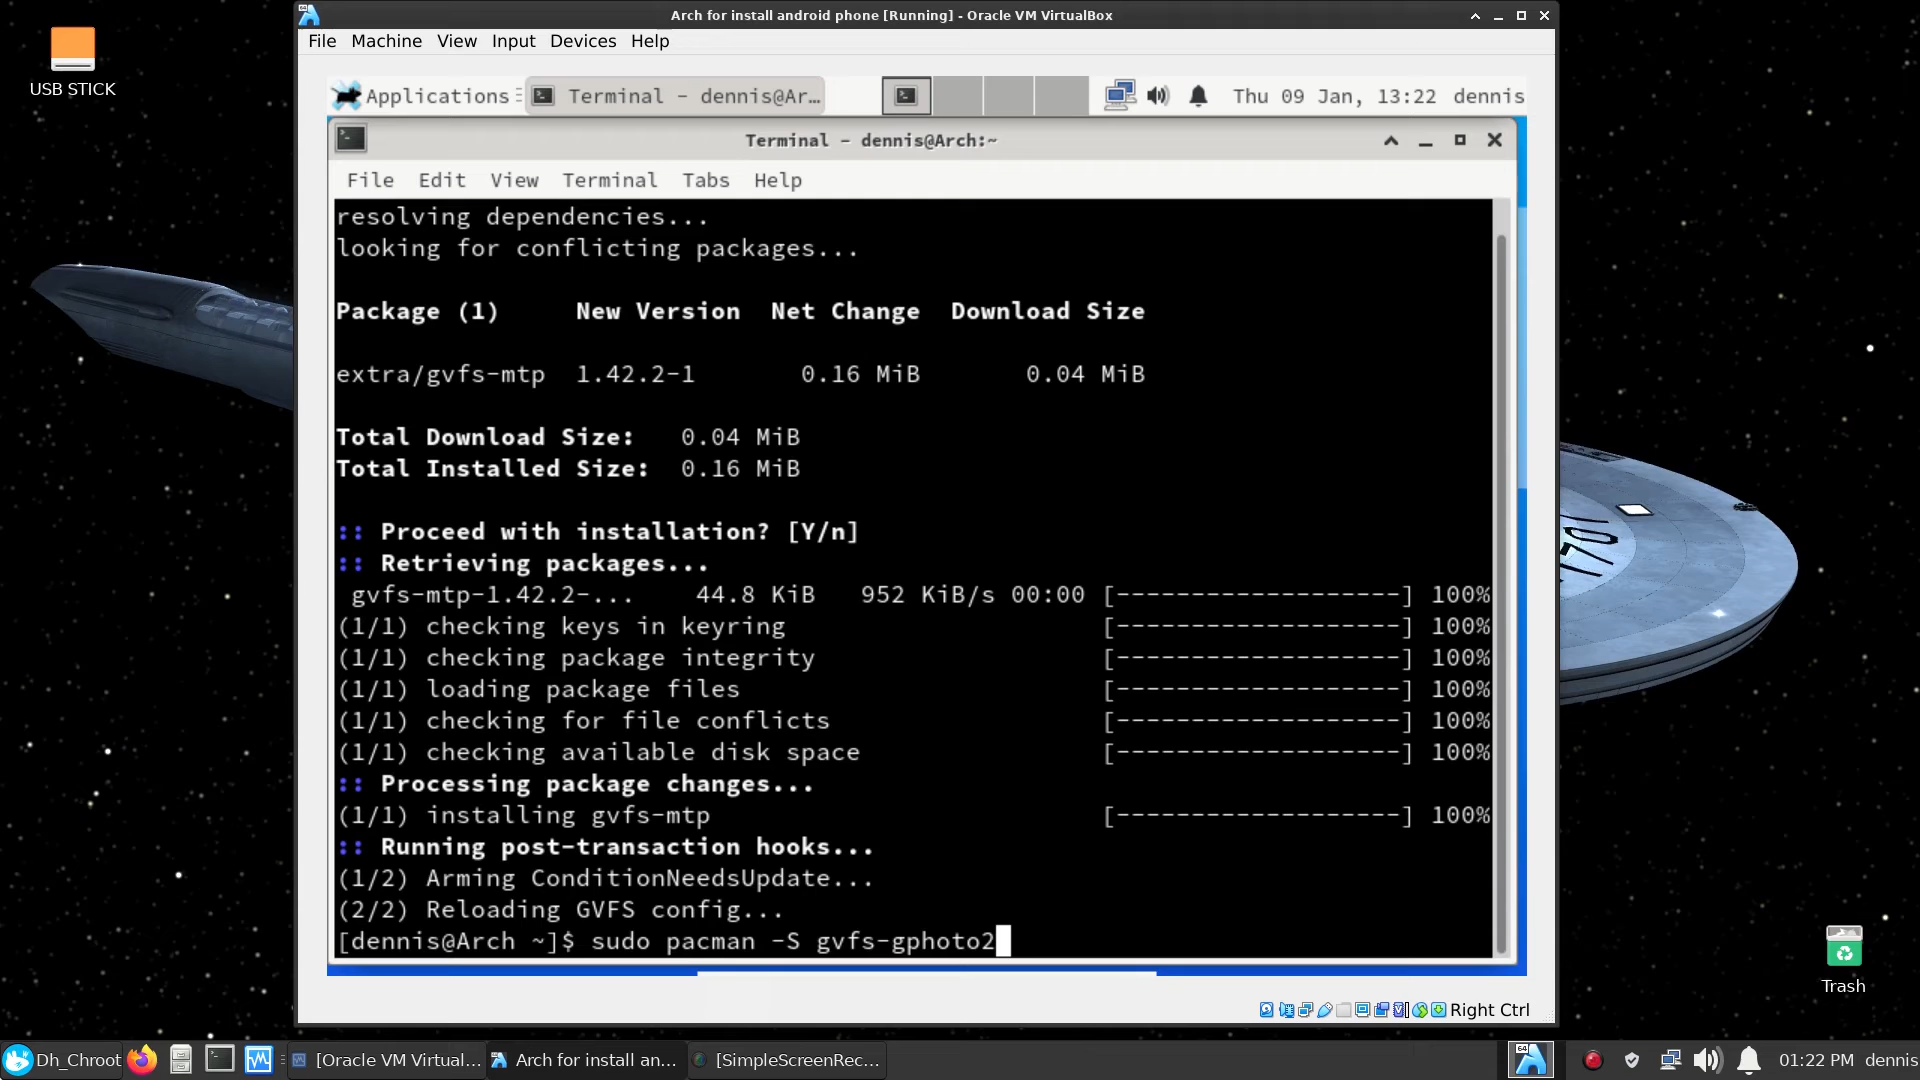 USB STICK
Arch for install android phone [Running] - Oracle VM VirtualBox
File Machine View Input Devices Help
Applications Terminal - dennis@Ar... Thu 09 Jan, 13:22 dennis
Terminal - dennis@Arch:~
File Edit View Terminal Tabs Help
resolving dependencies...
looking for conflicting packages...
Package (1) New Version Net Change Download Size
extra/gvfs-mtp 1.42.2-1 0.16 MiB 0.04 MiB
Total Download Size: 0.04 MiB
Total Installed Size: 0.16 MiB
:: Proceed with installation? [Y/n]
:: Retrieving packages...
gvfs-mtp-1.42.2-... 44.8 KiB 952 KiB/s 00:00 [-------------------] 100%
(1/1) checking keys in keyring [-------------------] 100%
(1/1) checking package integrity [-------------------] 100%
(1/1) loading package files [-------------------] 100%
(1/1) checking for file conflicts [-------------------] 100%
(1/1) checking available disk space [-------------------] 100%
:: Processing package changes...
(1/1) installing gvfs-mtp [-------------------] 100%
:: Running post-transaction hooks...
(1/2) Arming ConditionNeedsUpdate...
(2/2) Reloading GVFS config...
[dennis@Arch ~]$ sudo pacman -S gvfs-gphoto2
Trash
Right Ctrl
Dh_Chroot [Oracle VM Virtual... Arch for install an... [SimpleScreenRec... 01:22 PM dennis